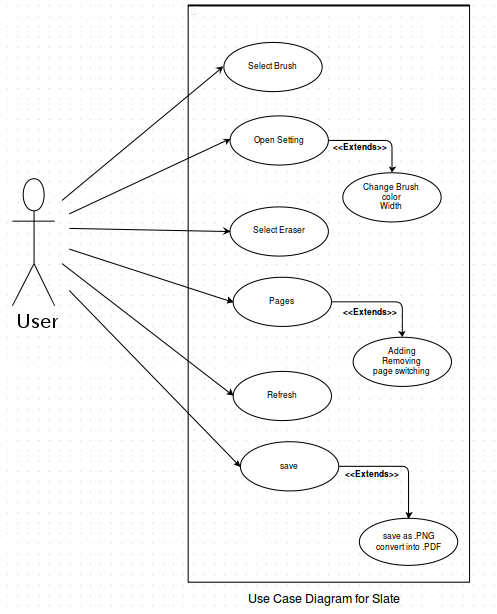 Select Brush
Open Setting
<<Extends>>
Change Brush
color
Width
Select Eraser
User
Pages
<<Extends>>
Adding
Removing
page switching
Refresh
save
<<Extends>>
save as .PNG
convert into .PDF
Use Case Diagram for Slate